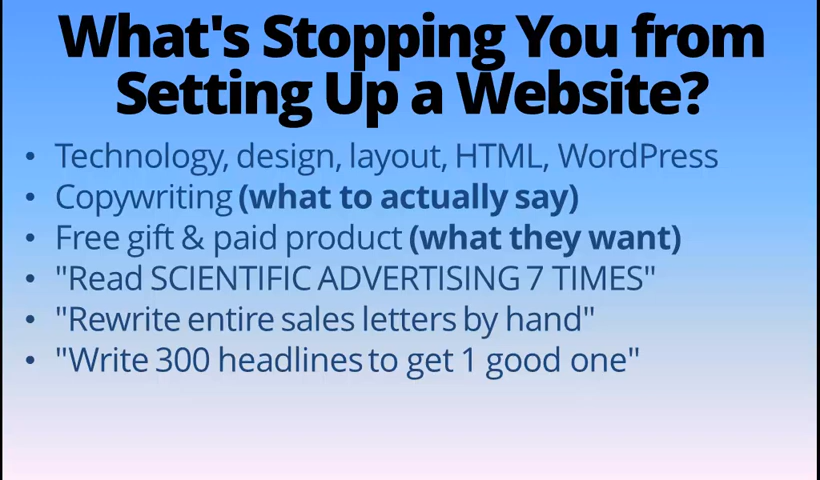 What's Stopping You from
Setting Up a Website?
• Technology, design, layout, HTML, WordPress
• Copywriting (what to actually say)
• Free gift & paid product (what they want)
• "Read SCIENTIFIC ADVERTISING 7 TIMES"
• "Rewrite entire sales letters by hand"
• "Write 300 headlines to get 1 good one"